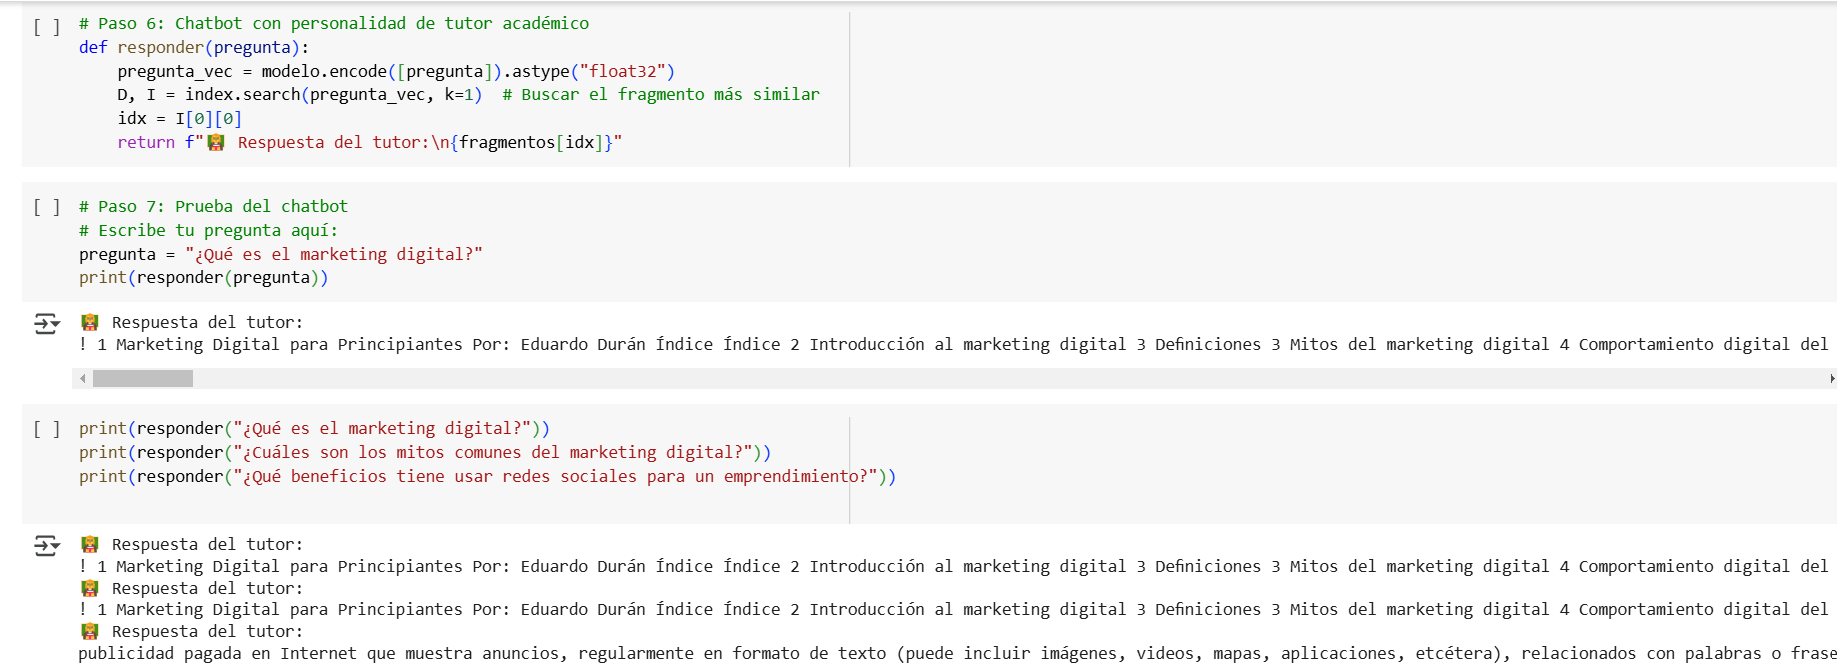 [ ] # Paso 6: Chatbot con personalidad de tutor académico
def responder(pregunta):
    pregunta_vec = modelo.encode([pregunta]).astype("float32")
    D, I = index.search(pregunta_vec, k=1)  # Buscar el fragmento más similar
    idx = I[0][0]
    return f"👩‍🏫 Respuesta del tutor:\n{fragmentos[idx]}"
[ ] # Paso 7: Prueba del chatbot
# Escribe tu pregunta aquí:
pregunta = "¿Qué es el marketing digital?"
print(responder(pregunta))
👩‍🏫 Respuesta del tutor:
! 1 Marketing Digital para Principiantes Por: Eduardo Durán Índice Índice 2 Introducción al marketing digital 3 Definiciones 3 Mitos del marketing digital 4 Comportamiento digital del
[ ] print(responder("¿Qué es el marketing digital?"))
print(responder("¿Cuáles son los mitos comunes del marketing digital?"))
print(responder("¿Qué beneficios tiene usar redes sociales para un emprendimiento?"))
👩‍🏫 Respuesta del tutor:
! 1 Marketing Digital para Principiantes Por: Eduardo Durán Índice Índice 2 Introducción al marketing digital 3 Definiciones 3 Mitos del marketing digital 4 Comportamiento digital del
👩‍🏫 Respuesta del tutor:
! 1 Marketing Digital para Principiantes Por: Eduardo Durán Índice Índice 2 Introducción al marketing digital 3 Definiciones 3 Mitos del marketing digital 4 Comportamiento digital del
👩‍🏫 Respuesta del tutor:
publicidad pagada en Internet que muestra anuncios, regularmente en formato de texto (puede incluir imágenes, videos, mapas, aplicaciones, etcétera), relacionados con palabras o frase